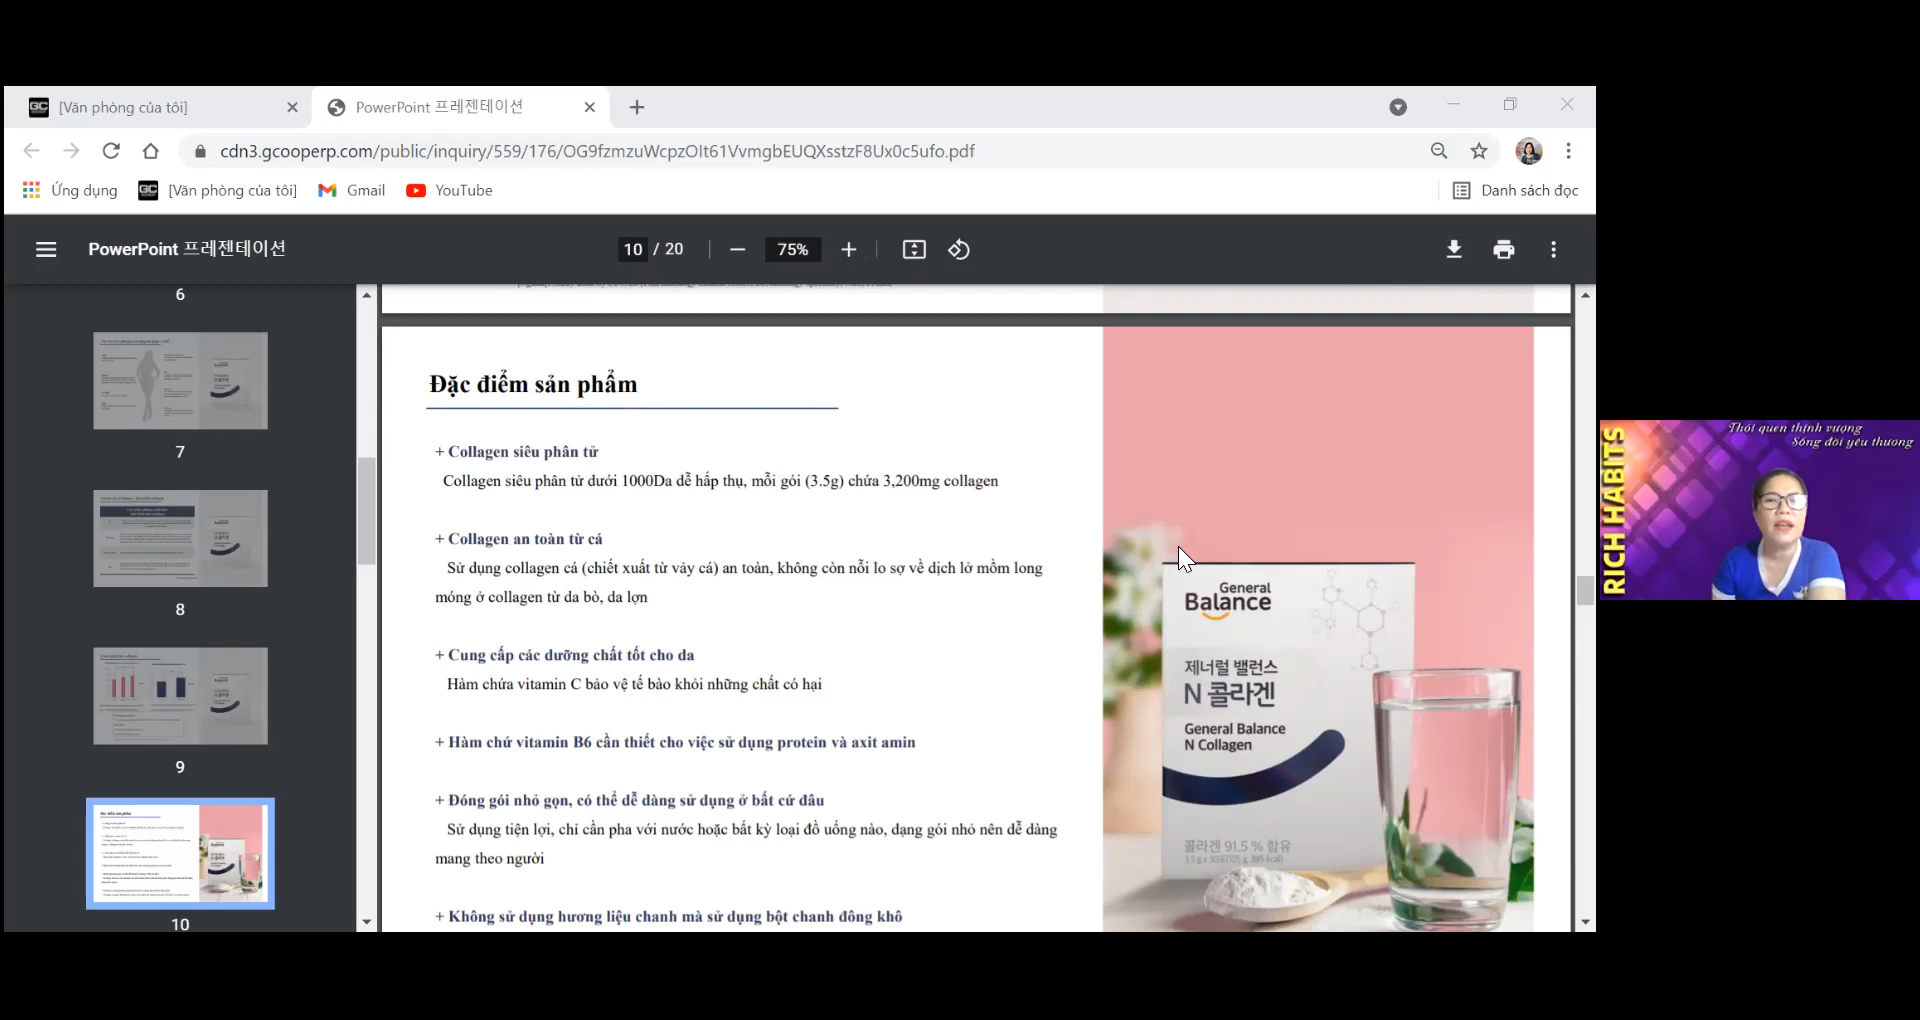 [Văn phòng của tôi]
PowerPoint 프레젠테이션
cdn3.gcooperp.com/public/inquiry/559/176/OG9fzmzuWcpzOIt61VvmgbEUQXsstzF8Ux0c5ufo.pdf
Ứng dụng
GC
[Văn phòng của tôi]
Gmail
YouTube
Danh sách đọc
PowerPoint 프레젠테이션
10 / 20
75%
6
7
8
9
10
Đặc điểm sản phẩm
+ Collagen siêu phân tử
Collagen siêu phân tử dưới 1000Da dễ hấp thụ, mỗi gói (3.5g) chứa 3,200mg collagen
+ Collagen an toàn từ cá
Sử dụng collagen cá (chiết xuất từ vảy cá) an toàn, không còn nỗi lo sợ về dịch lở mồm long
móng ở collagen từ da bò, da lợn
+ Cung cấp các dưỡng chất tốt cho da
Hàm chứa vitamin C bảo vệ tế bào khỏi những chất có hại
+ Hàm chứ vitamin B6 cần thiết cho việc sử dụng protein và axit amin
+ Đóng gói nhỏ gọn, có thể dễ dàng sử dụng ở bất cứ đâu
Sử dụng tiện lợi, chỉ cần pha với nước hoặc bất kỳ loại đồ uống nào, dạng gói nhỏ nên dễ dàng
mang theo người
+ Không sử dụng hương liệu chanh mà sử dụng bột chanh đông khô
General
Balance
제너럴 밸런스
N 콜라겐
General Balance
N Collagen
콜라겐 91.5 % 함유
RICH HABITS
Thói quen thịnh vượng
Sống đời yêu thương